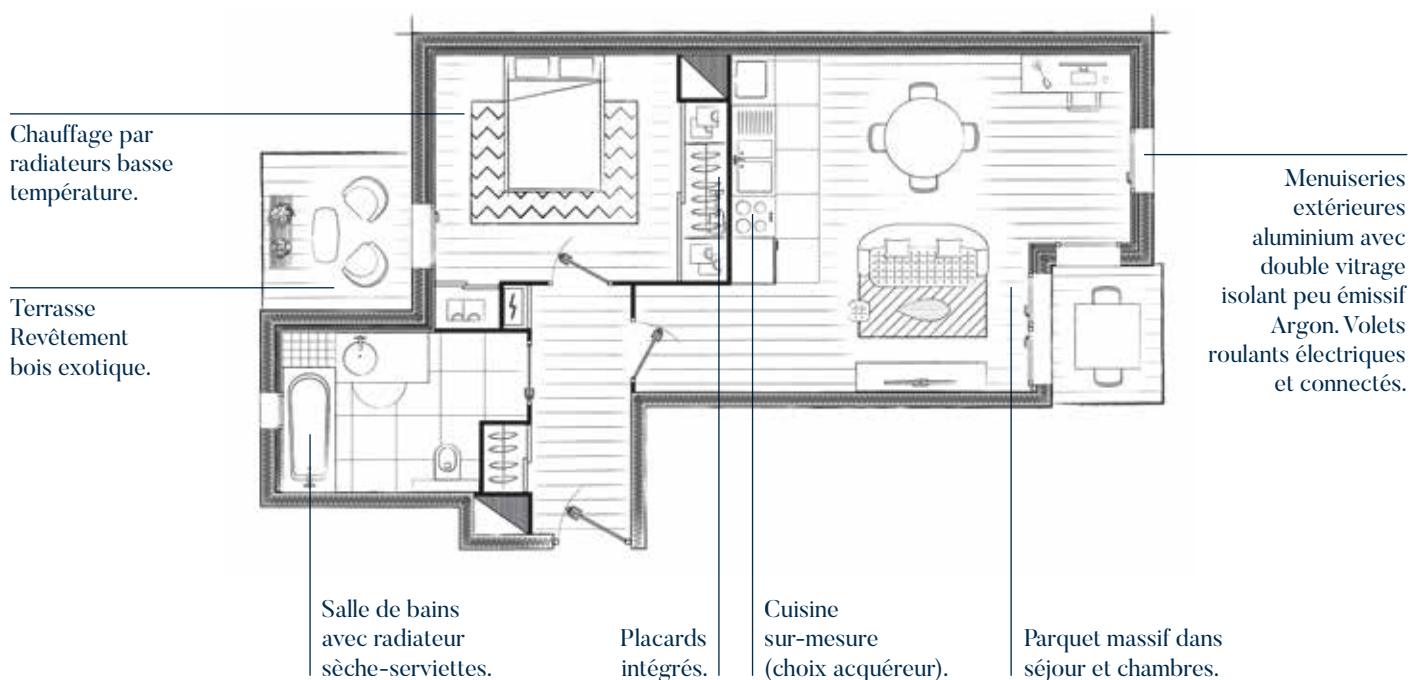 Chauffage par
radiateurs basse
température.
Terrasse
Revêtement
bois exotique.
Menuiseries
extérieures
aluminium avec
double vitrage
isolant peu émissif
Argon. Volets
roulants électriques
et connectés.
Salle de bains
avec radiateur
sèche-serviettes.
Placards
intégrés.
Cuisine
sur-mesure
(choix acquéreur).
Parquet massif dans
séjour et chambres.